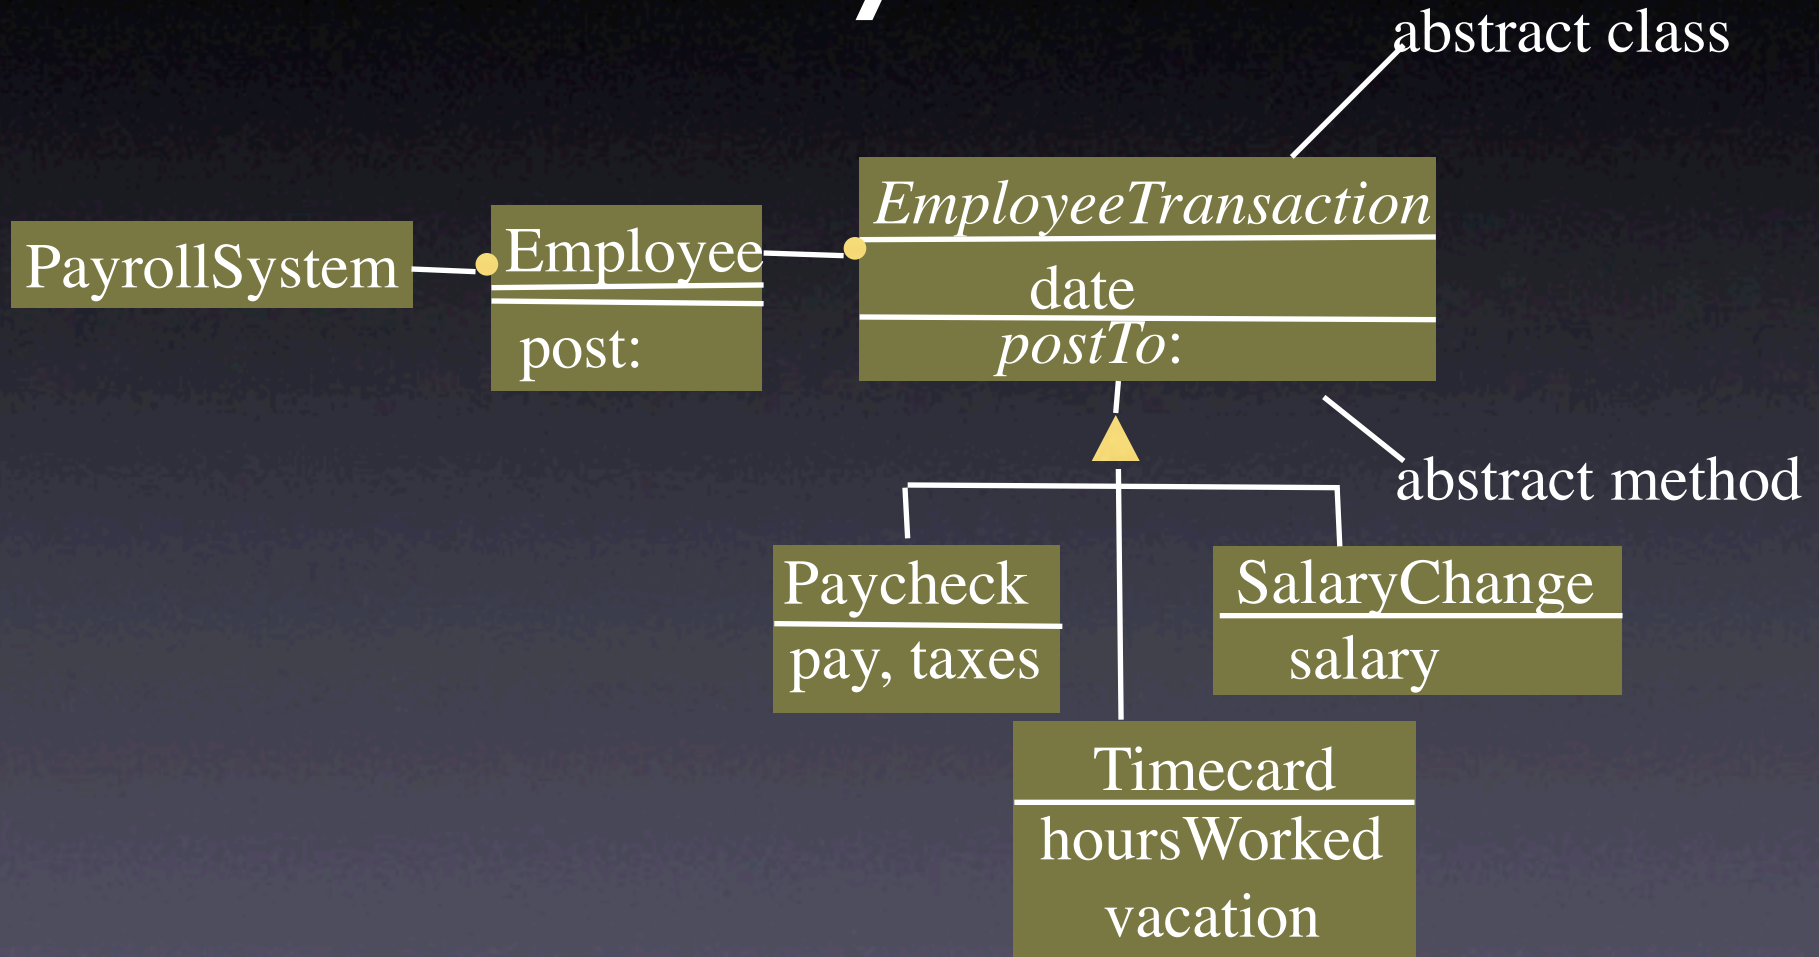 abstract class
PayrollSystem
Employee
post:
EmployeeTransaction
date
postTo:
abstract method
Paycheck
pay, taxes
SalaryChange
salary
Timecard
hoursWorked
vacation